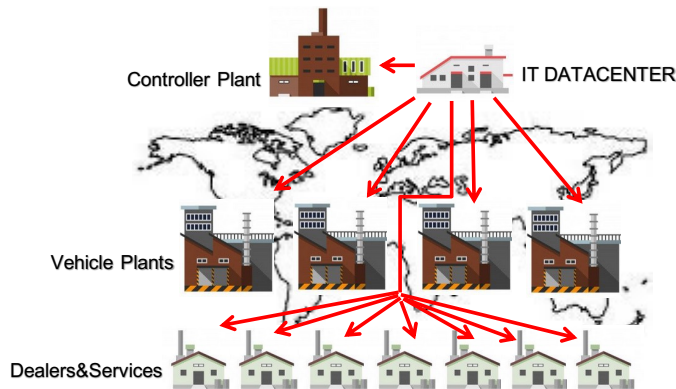 Controller Plant
IT DATACENTER
Vehicle Plants
Dealers&Services